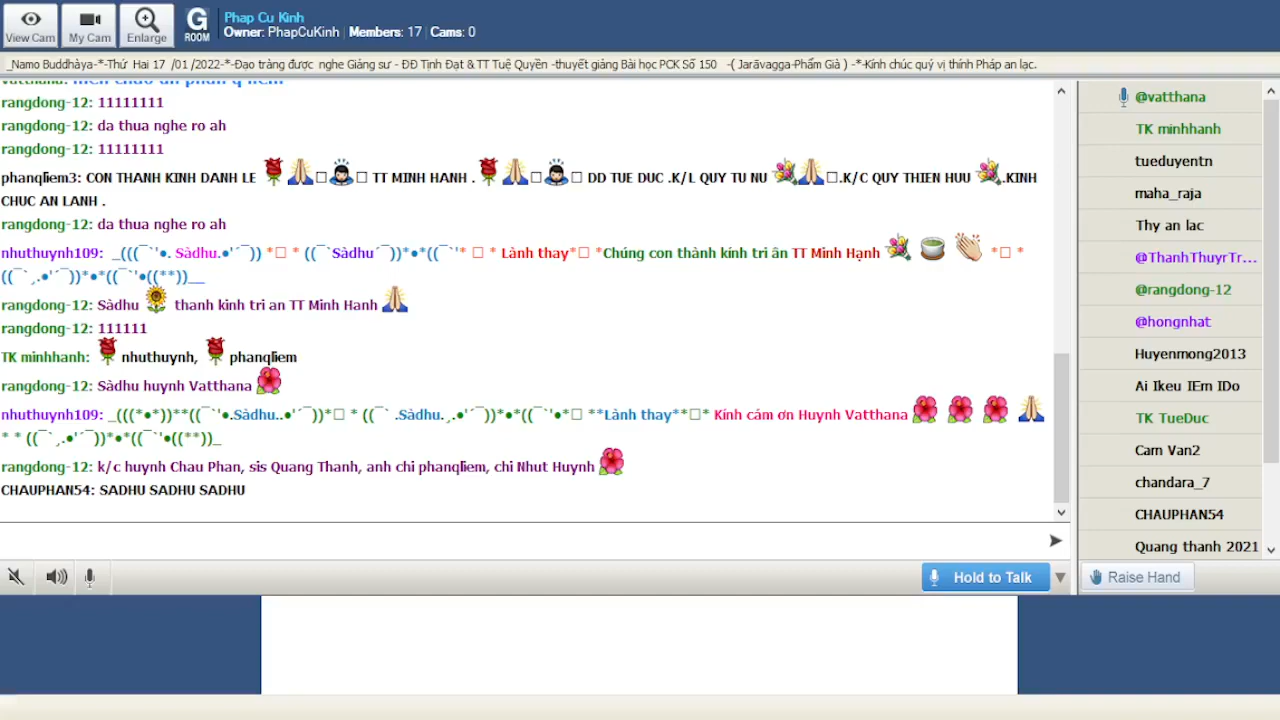 View Cam
My Cam
Enlarge
G
ROOM
Phap Cu Kinh
Owner: PhapCuKinh | Members: 17 | Cams: 0
_Namo Buddhàya-*-Thứ Hai 17 /01 /2022-*-Đạo tràng được nghe Giảng sư - ĐĐ Tịnh Đạt & TT Tuệ Quyền -thuyết giảng Bài học PCK Số 150 -( Jarāvagga-Phẩm Già ) -*-Kính chúc quý vị thính Pháp an lạc.
rangdong-12: 11111111
rangdong-12: da thua nghe ro ah
rangdong-12: 11111111
phanqliem3: CON THANH KINH DANH LE 🌹🙏□🙇□ TT MINH HANH . 🌹🙏□🙇□ DD TUE DUC .K/L QUY TU NU 💐🙏□.K/C QUY THIEN HUU 💐.KINH
CHUC AN LANH .
rangdong-12: da thua nghe ro ah
nhuthuynh109: _(((¯`'•. Sàdhu.•'´¯)) *□ * ((¯`Sàdhu´¯))*•*((¯`'* □ * Lành thay*□ *Chúng con thành kính tri ân TT Minh Hạnh 💐 🍵 👏 *□ *
((¯`¸.•'´¯))*•*((¯`'•((**))__
rangdong-12: Sàdhu 🌻 thanh kinh tri an TT Minh Hanh 🙏
rangdong-12: 111111
TK minhhanh: 🌹 nhuthuynh, 🌹 phanqliem
rangdong-12: Sàdhu huynh Vatthana 🌺
nhuthuynh109: _(((*•*))**((¯`'•.Sàdhu..•'´¯))*□ * ((¯` .Sàdhu.¸.•'´¯))*•*((¯`'•*□ **Lành thay**□* Kính cám ơn Huynh Vatthana 🌺 🌺 🌺 🙏
* * ((¯`¸.•'´¯))*•*((¯`'•((**))_
rangdong-12: k/c huynh Chau Phan, sis Quang Thanh, anh chi phanqliem, chi Nhut Huynh 🌺
CHAUPHAN54: SADHU SADHU SADHU
@vatthana
TK minhhanh
tueduyentn
maha_raja
Thy an lac
@ThanhThuyrTr...
@rangdong-12
@hongnhat
Huyenmong2013
Ai lkeu IEm IDo
TK TueDuc
Cam Van2
chandara_7
CHAUPHAN54
Quang thanh 2021
Hold to Talk
Raise Hand